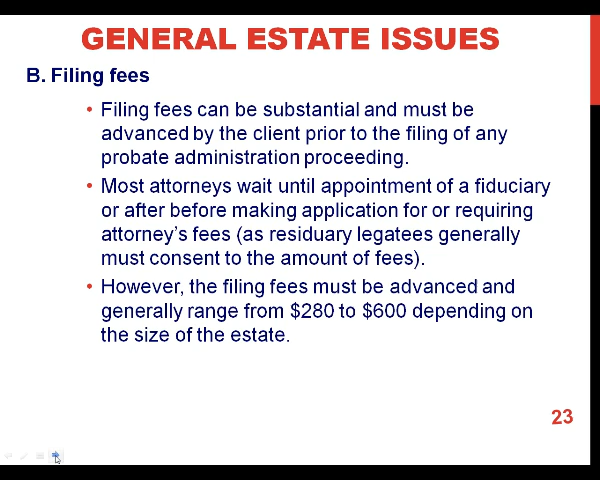 GENERAL ESTATE ISSUES
B. Filing fees
• Filing fees can be substantial and must be
advanced by the client prior to the filing of any
probate administration proceeding.
• Most attorneys wait until appointment of a fiduciary
or after before making application for or requiring
attorney's fees (as residuary legatees generally
must consent to the amount of fees).
• However, the filing fees must be advanced and
generally range from $280 to $600 depending on
the size of the estate.
23